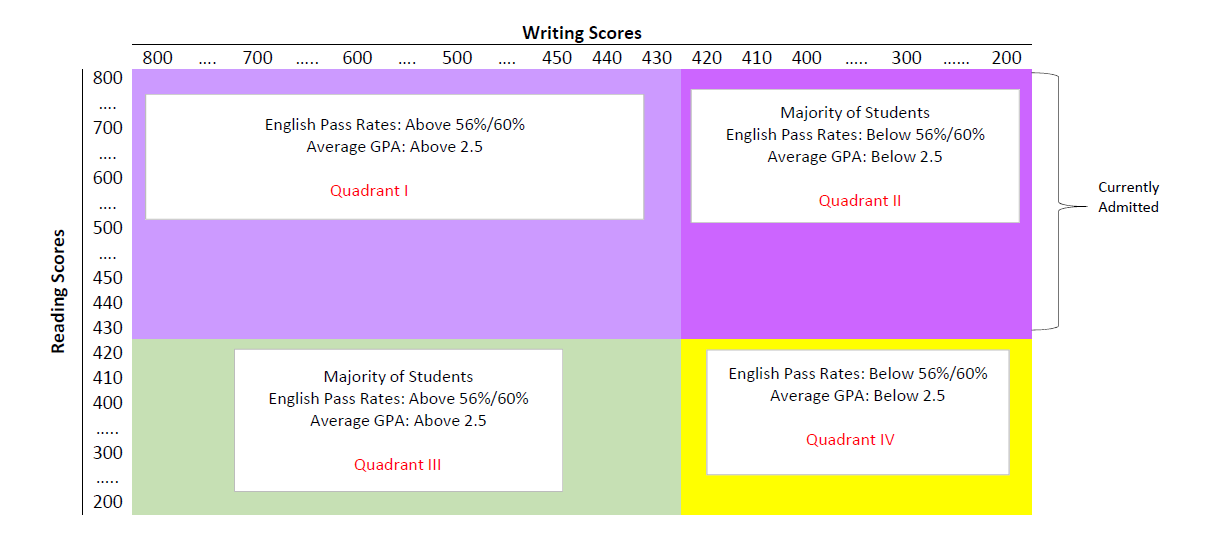 Writing Scores
800 .... 700 ..... 600 .... 500 .... 450 440 430 420 410 400 ..... 300 ...... 200
Reading Scores
800
....
700
....
600
....
500
....
450
440
430
420
410
400
.....
300
.....
200
English Pass Rates: Above 56%/60%
Average GPA: Above 2.5
Quadrant I
Majority of Students
English Pass Rates: Below 56%/60%
Average GPA: Below 2.5
Quadrant II
Currently
Admitted
Majority of Students
English Pass Rates: Above 56%/60%
Average GPA: Above 2.5
Quadrant III
English Pass Rates: Below 56%/60%
Average GPA: Below 2.5
Quadrant IV